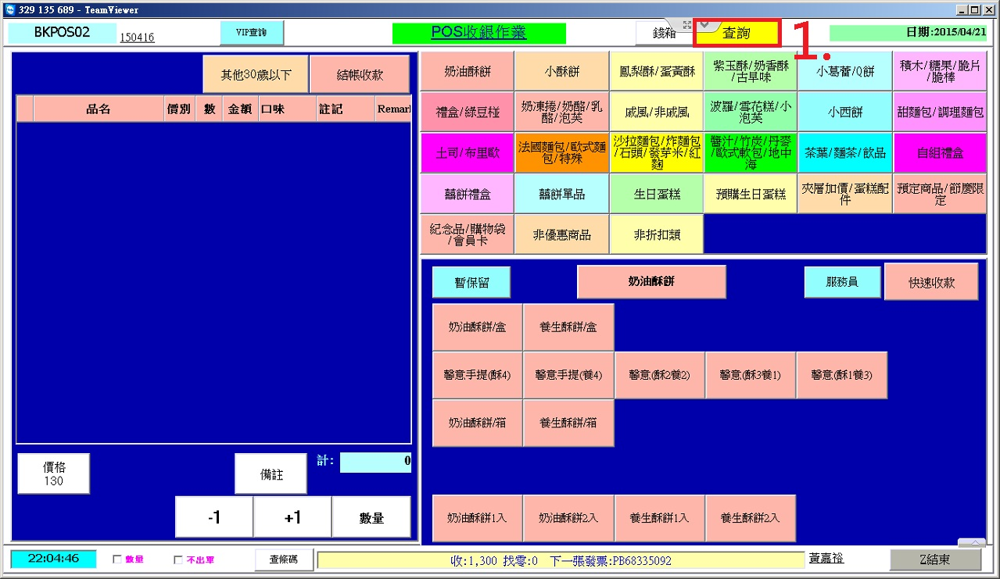 329 135 689 - TeamViewer
BKPOS02
150416
VIP查詢
POS收銀作業
錢箱
查詢
1.
日期:2015/04/21
其他30歲以下
結帳收款
品名
價別
數
金額
口味
註記
Remark
奶油酥餅
小酥餅
鳳梨酥/蛋黃酥
紫玉酥/奶香酥
/古早味
小葛蕾/Q餅
積木/糖果/脆片
/脆棒
禮盒/綠豆椪
奶凍捲/奶酪/乳
酪/泡芙
戚風/非戚風
波羅/雪花糕/小
泡芙
小西餅
甜麵包/調理麵包
土司/布里歐
法國麵包/歐式麵
包/特殊
沙拉麵包/炸麵包
/石頭/發芽米/紅
麴
醬汁/竹炭/丹麥
/歐式軟包/地中
海
茶葉/麵茶/飲品
自組禮盒
囍餅禮盒
囍餅單品
生日蛋糕
預購生日蛋糕
夾層加價/蛋糕配
件
預定商品/節慶限
定
紀念品/購物袋
/會員卡
非優惠商品
非折扣類
暫保留
奶油酥餅
服務員
快速收款
奶油酥餅/盒
養生酥餅/盒
馨意手提(酥4)
馨意手提(養4)
馨意(酥2養2)
馨意(酥3養1)
馨意(酥1養3)
奶油酥餅/箱
養生酥餅/箱
奶油酥餅1入
奶油酥餅2入
養生酥餅1入
養生酥餅2入
價格
130
備註
計:
0
-1
+1
數量
22:04:46
數量
不出單
查條碼
收:1,300 找零:0 下一張發票:PB68335092
黃嘉裕
Z結束